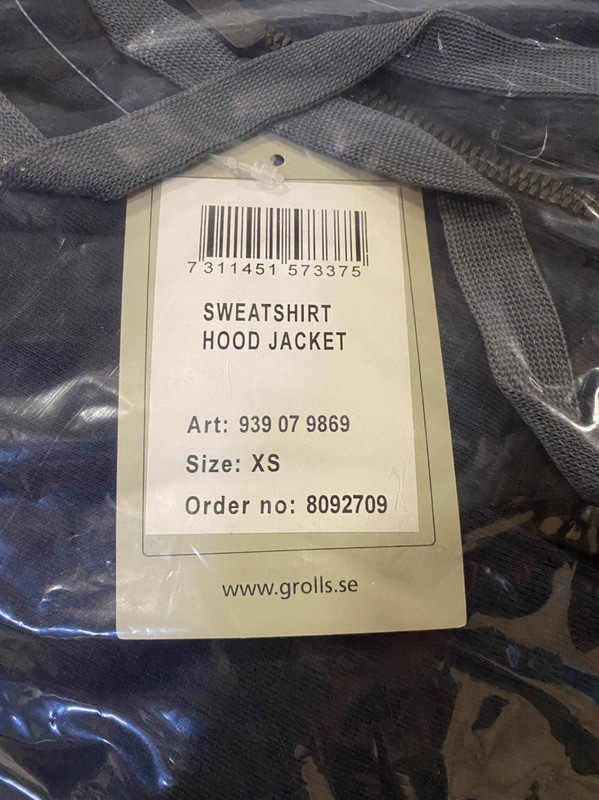 7 311451 573375
SWEATSHIRT
HOOD JACKET
Art: 939 07 9869
Size: XS
Order no: 8092709
www.grolls.se